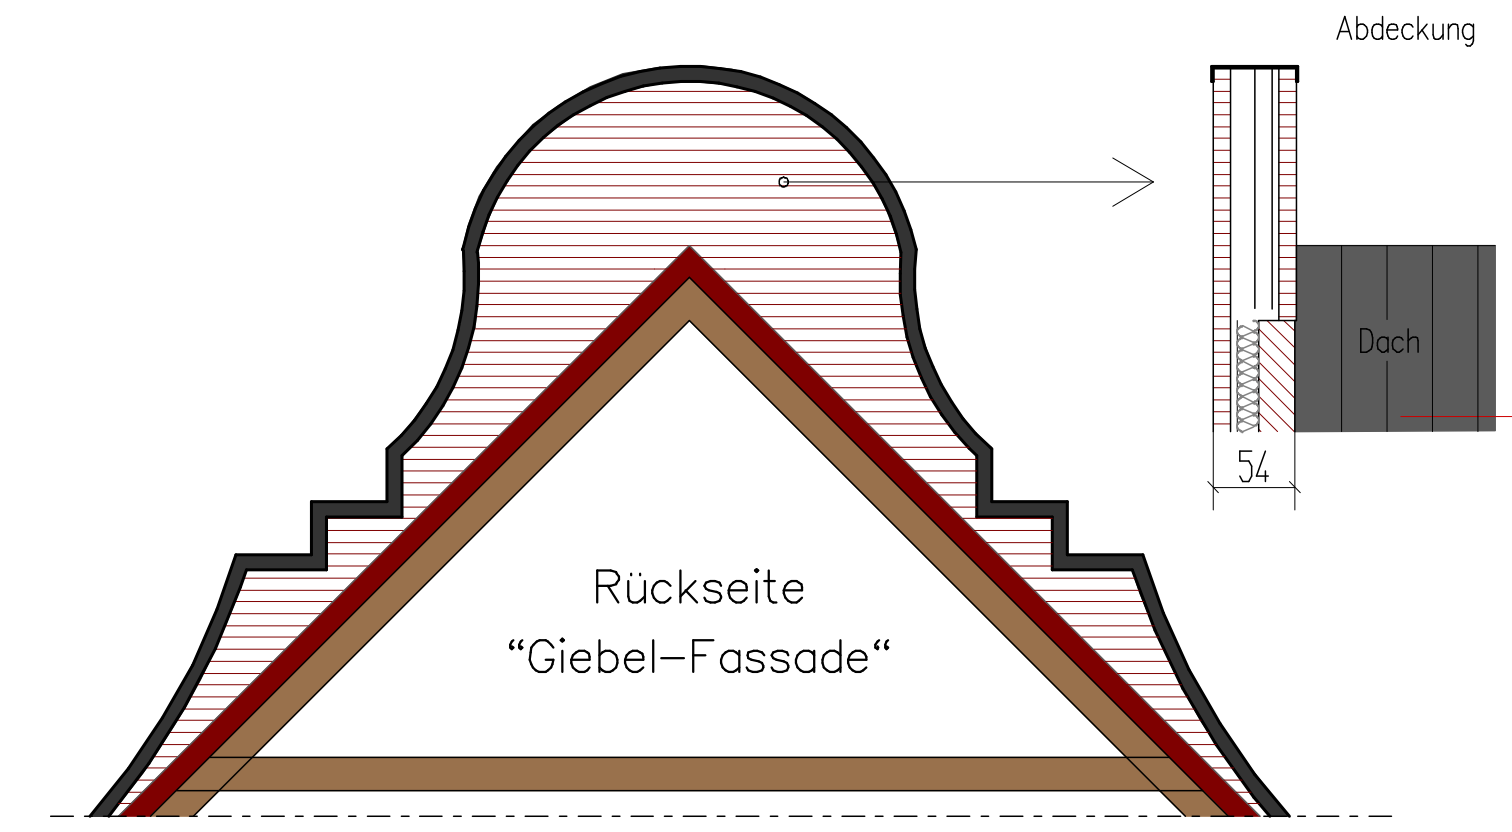 Abdeckung
Dach
54
Rückseite
“Giebel-Fassade“